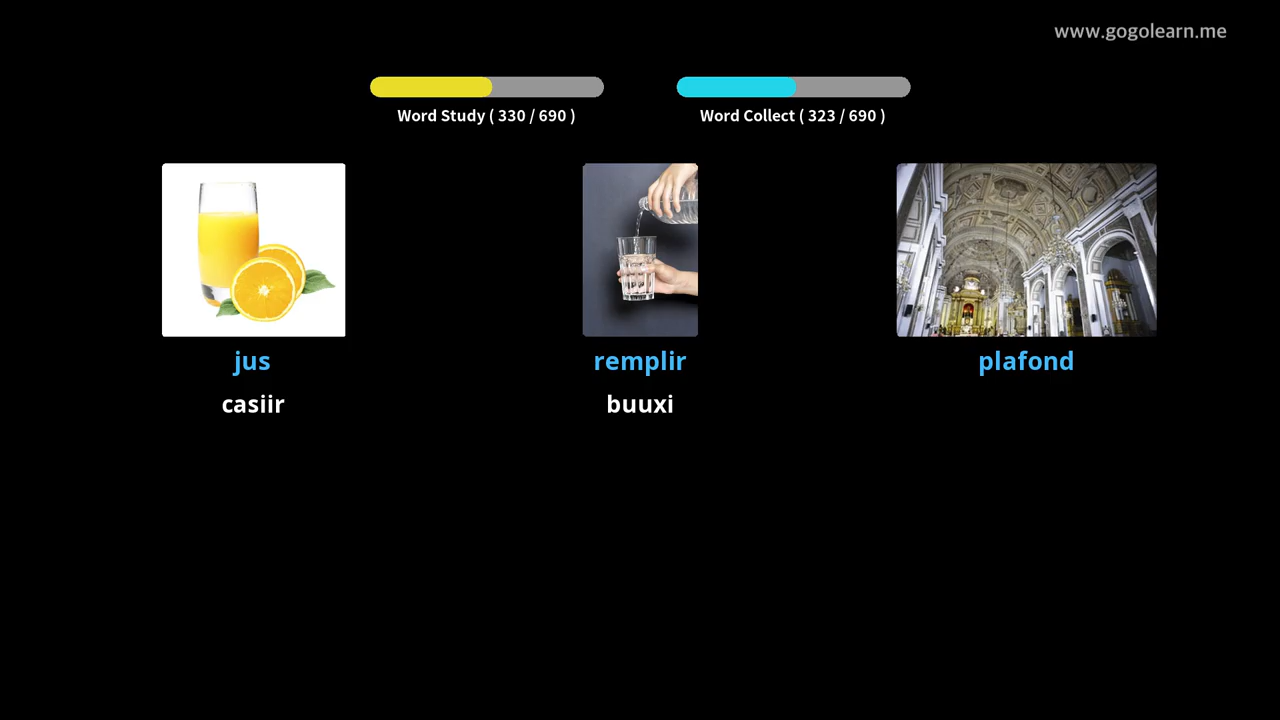 www.gogolearn.me
Word Study ( 330 / 690 )
Word Collect ( 323 / 690 )
jus
remplir
plafond
casiir
buuxi